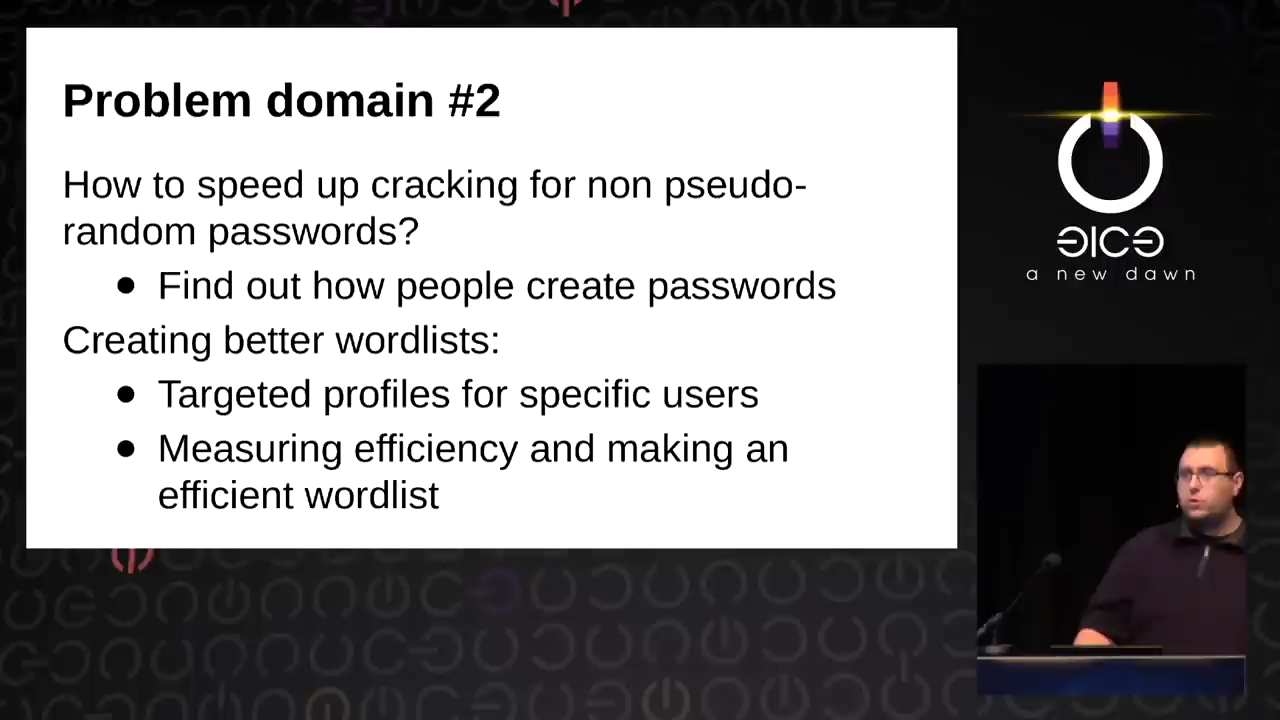 Problem domain #2
How to speed up cracking for non pseudo-
random passwords?
● Find out how people create passwords
Creating better wordlists:
● Targeted profiles for specific users
● Measuring efficiency and making an
efficient wordlist
ƎICƎ
a new dawn